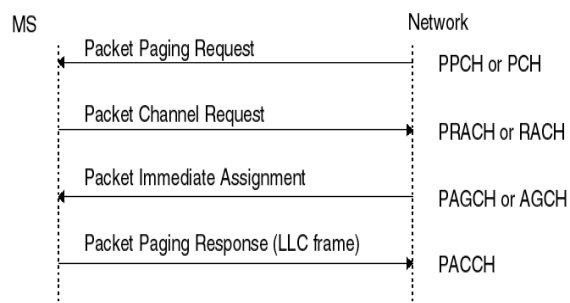 MS
Network
Packet Paging Request
PPCH or PCH
Packet Channel Request
PRACH or RACH
Packet Immediate Assignment
PAGCH or AGCH
Packet Paging Response (LLC frame)
PACCH